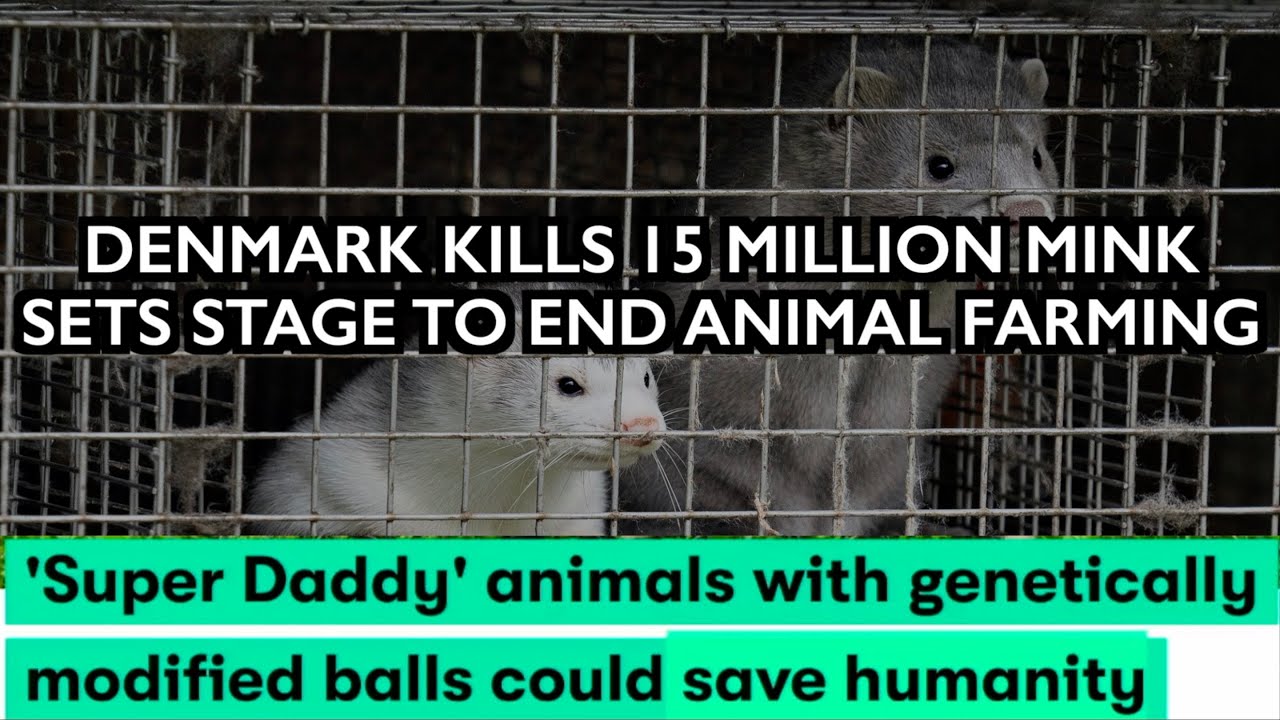 DENMARK KILLS 15 MILLION MINK
SETS STAGE TO END ANIMAL FARMING
'Super Daddy' animals with genetically
modified balls could save humanity